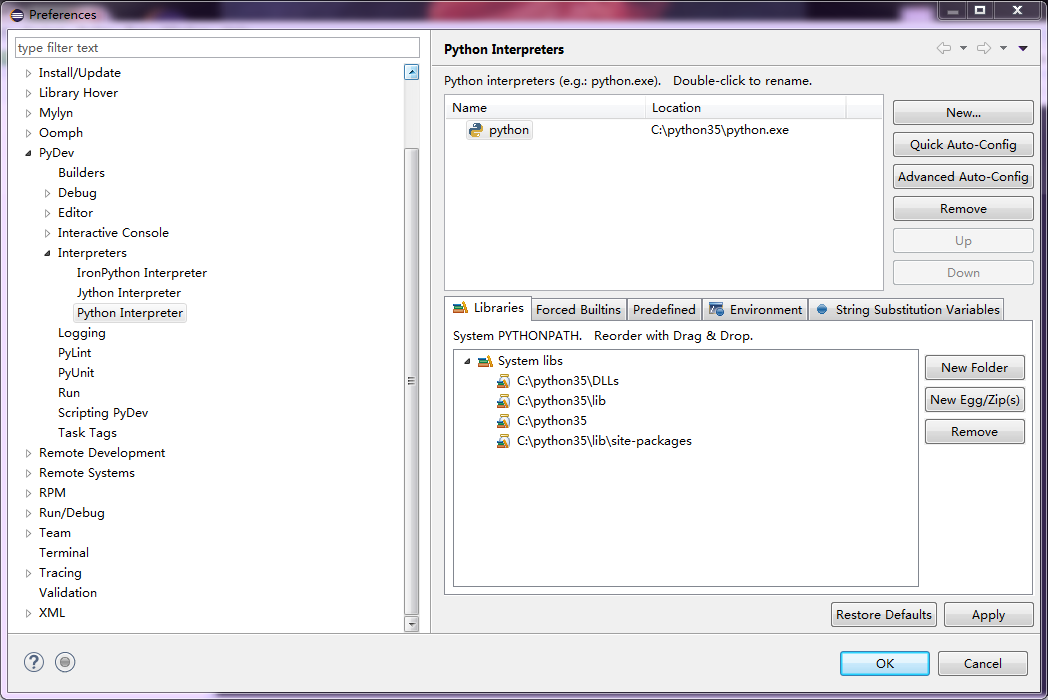 Preferences
type filter text
Install/Update
Library Hover
Mylyn
Oomph
PyDev
Builders
Debug
Editor
Interactive Console
Interpreters
IronPython Interpreter
Jython Interpreter
Python Interpreter
Logging
PyLint
PyUnit
Run
Scripting PyDev
Task Tags
Remote Development
Remote Systems
RPM
Run/Debug
Team
Terminal
Tracing
Validation
XML
Python Interpreters
Python interpreters (e.g.: python.exe).   Double-click to rename.
Name Location
python C:\python35\python.exe
New...
Quick Auto-Config
Advanced Auto-Config
Remove
Up
Down
Libraries Forced Builtins Predefined Environment String Substitution Variables
System PYTHONPATH.   Reorder with Drag & Drop.
System libs
C:\python35\DLLs
C:\python35\lib
C:\python35
C:\python35\lib\site-packages
New Folder
New Egg/Zip(s)
Remove
Restore Defaults Apply
OK Cancel